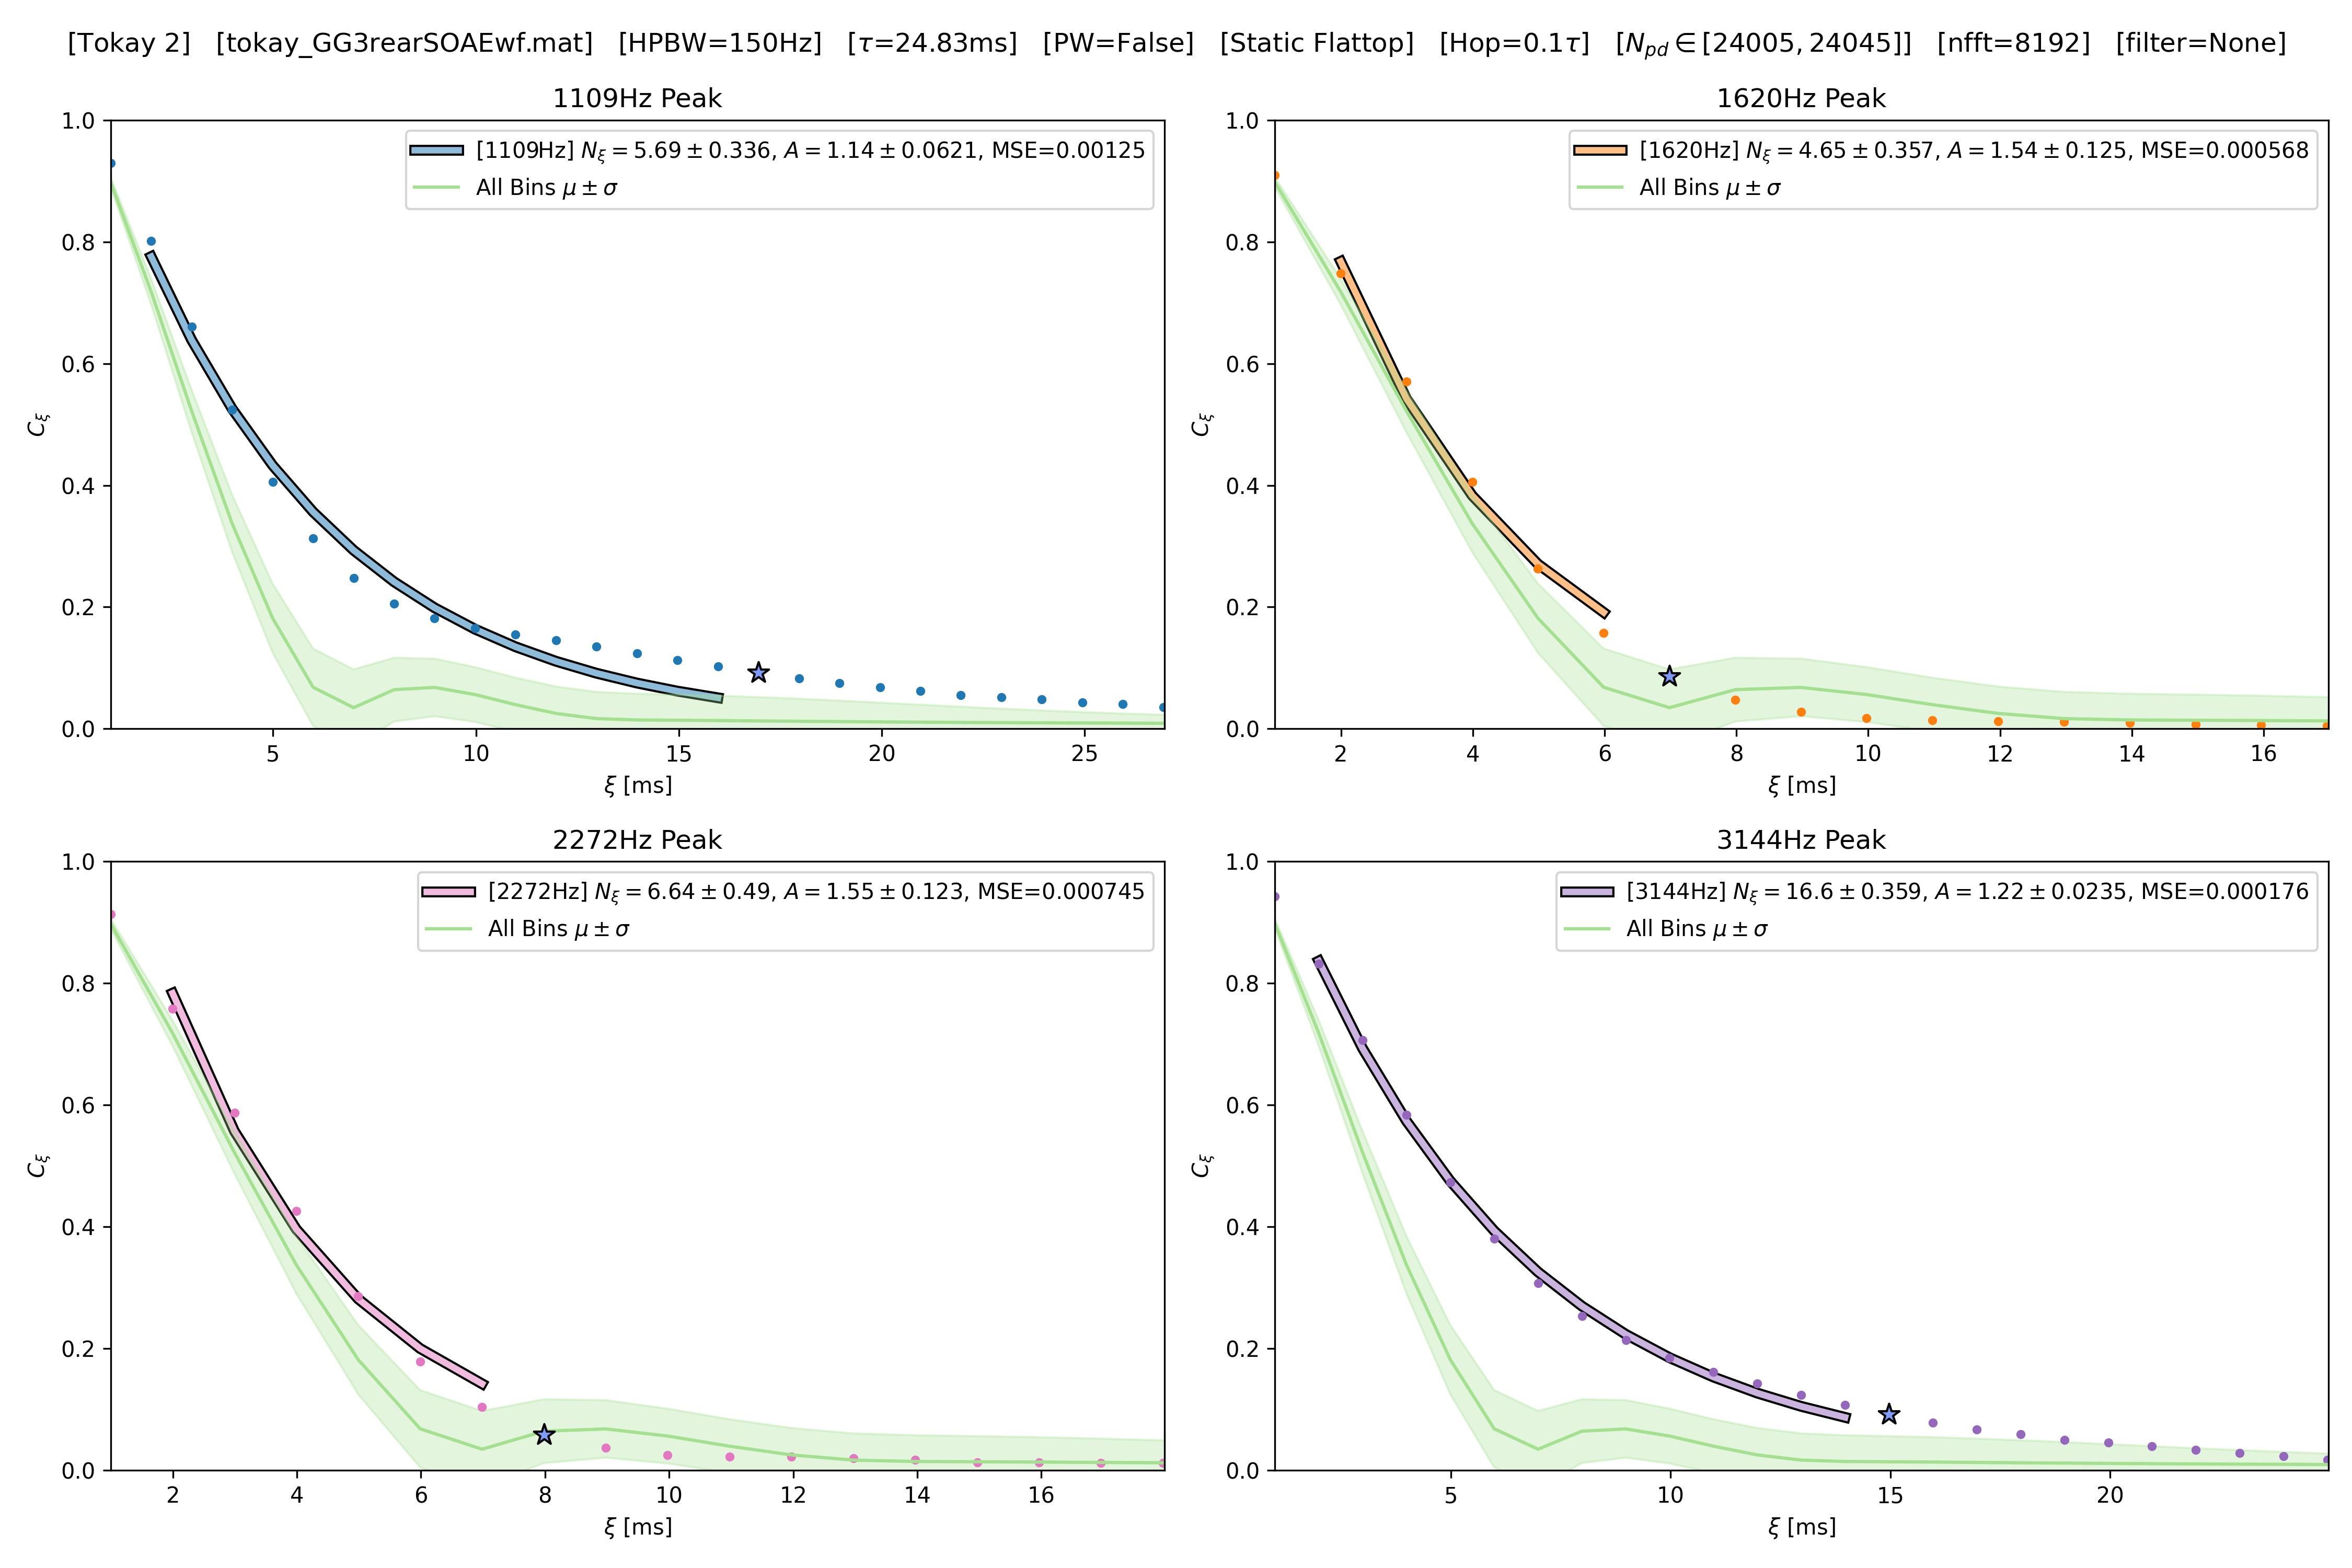 [Tokay 2] [tokay_GG3rearSOAEwf.mat] [HPBW=150Hz] [τ=24.83ms] [PW=False] [Static Flattop] [Hop=0.1τ] [N_pd ∈ [24005, 24045]] [nfft=8192] [filter=None]
1109Hz Peak
[1109Hz] N_ξ = 5.69 ± 0.336, A = 1.14 ± 0.0621, MSE=0.00125
All Bins μ ± σ
1.0
0.8
0.6
0.4
0.2
0.0
C_ξ
5 10 15 20 25
ξ [ms]
1620Hz Peak
[1620Hz] N_ξ = 4.65 ± 0.357, A = 1.54 ± 0.125, MSE=0.000568
All Bins μ ± σ
1.0
0.8
0.6
0.4
0.2
0.0
C_ξ
2 4 6 8 10 12 14 16
ξ [ms]
2272Hz Peak
[2272Hz] N_ξ = 6.64 ± 0.49, A = 1.55 ± 0.123, MSE=0.000745
All Bins μ ± σ
1.0
0.8
0.6
0.4
0.2
0.0
C_ξ
2 4 6 8 10 12 14 16
ξ [ms]
3144Hz Peak
[3144Hz] N_ξ = 16.6 ± 0.359, A = 1.22 ± 0.0235, MSE=0.000176
All Bins μ ± σ
1.0
0.8
0.6
0.4
0.2
0.0
C_ξ
5 10 15 20
ξ [ms]